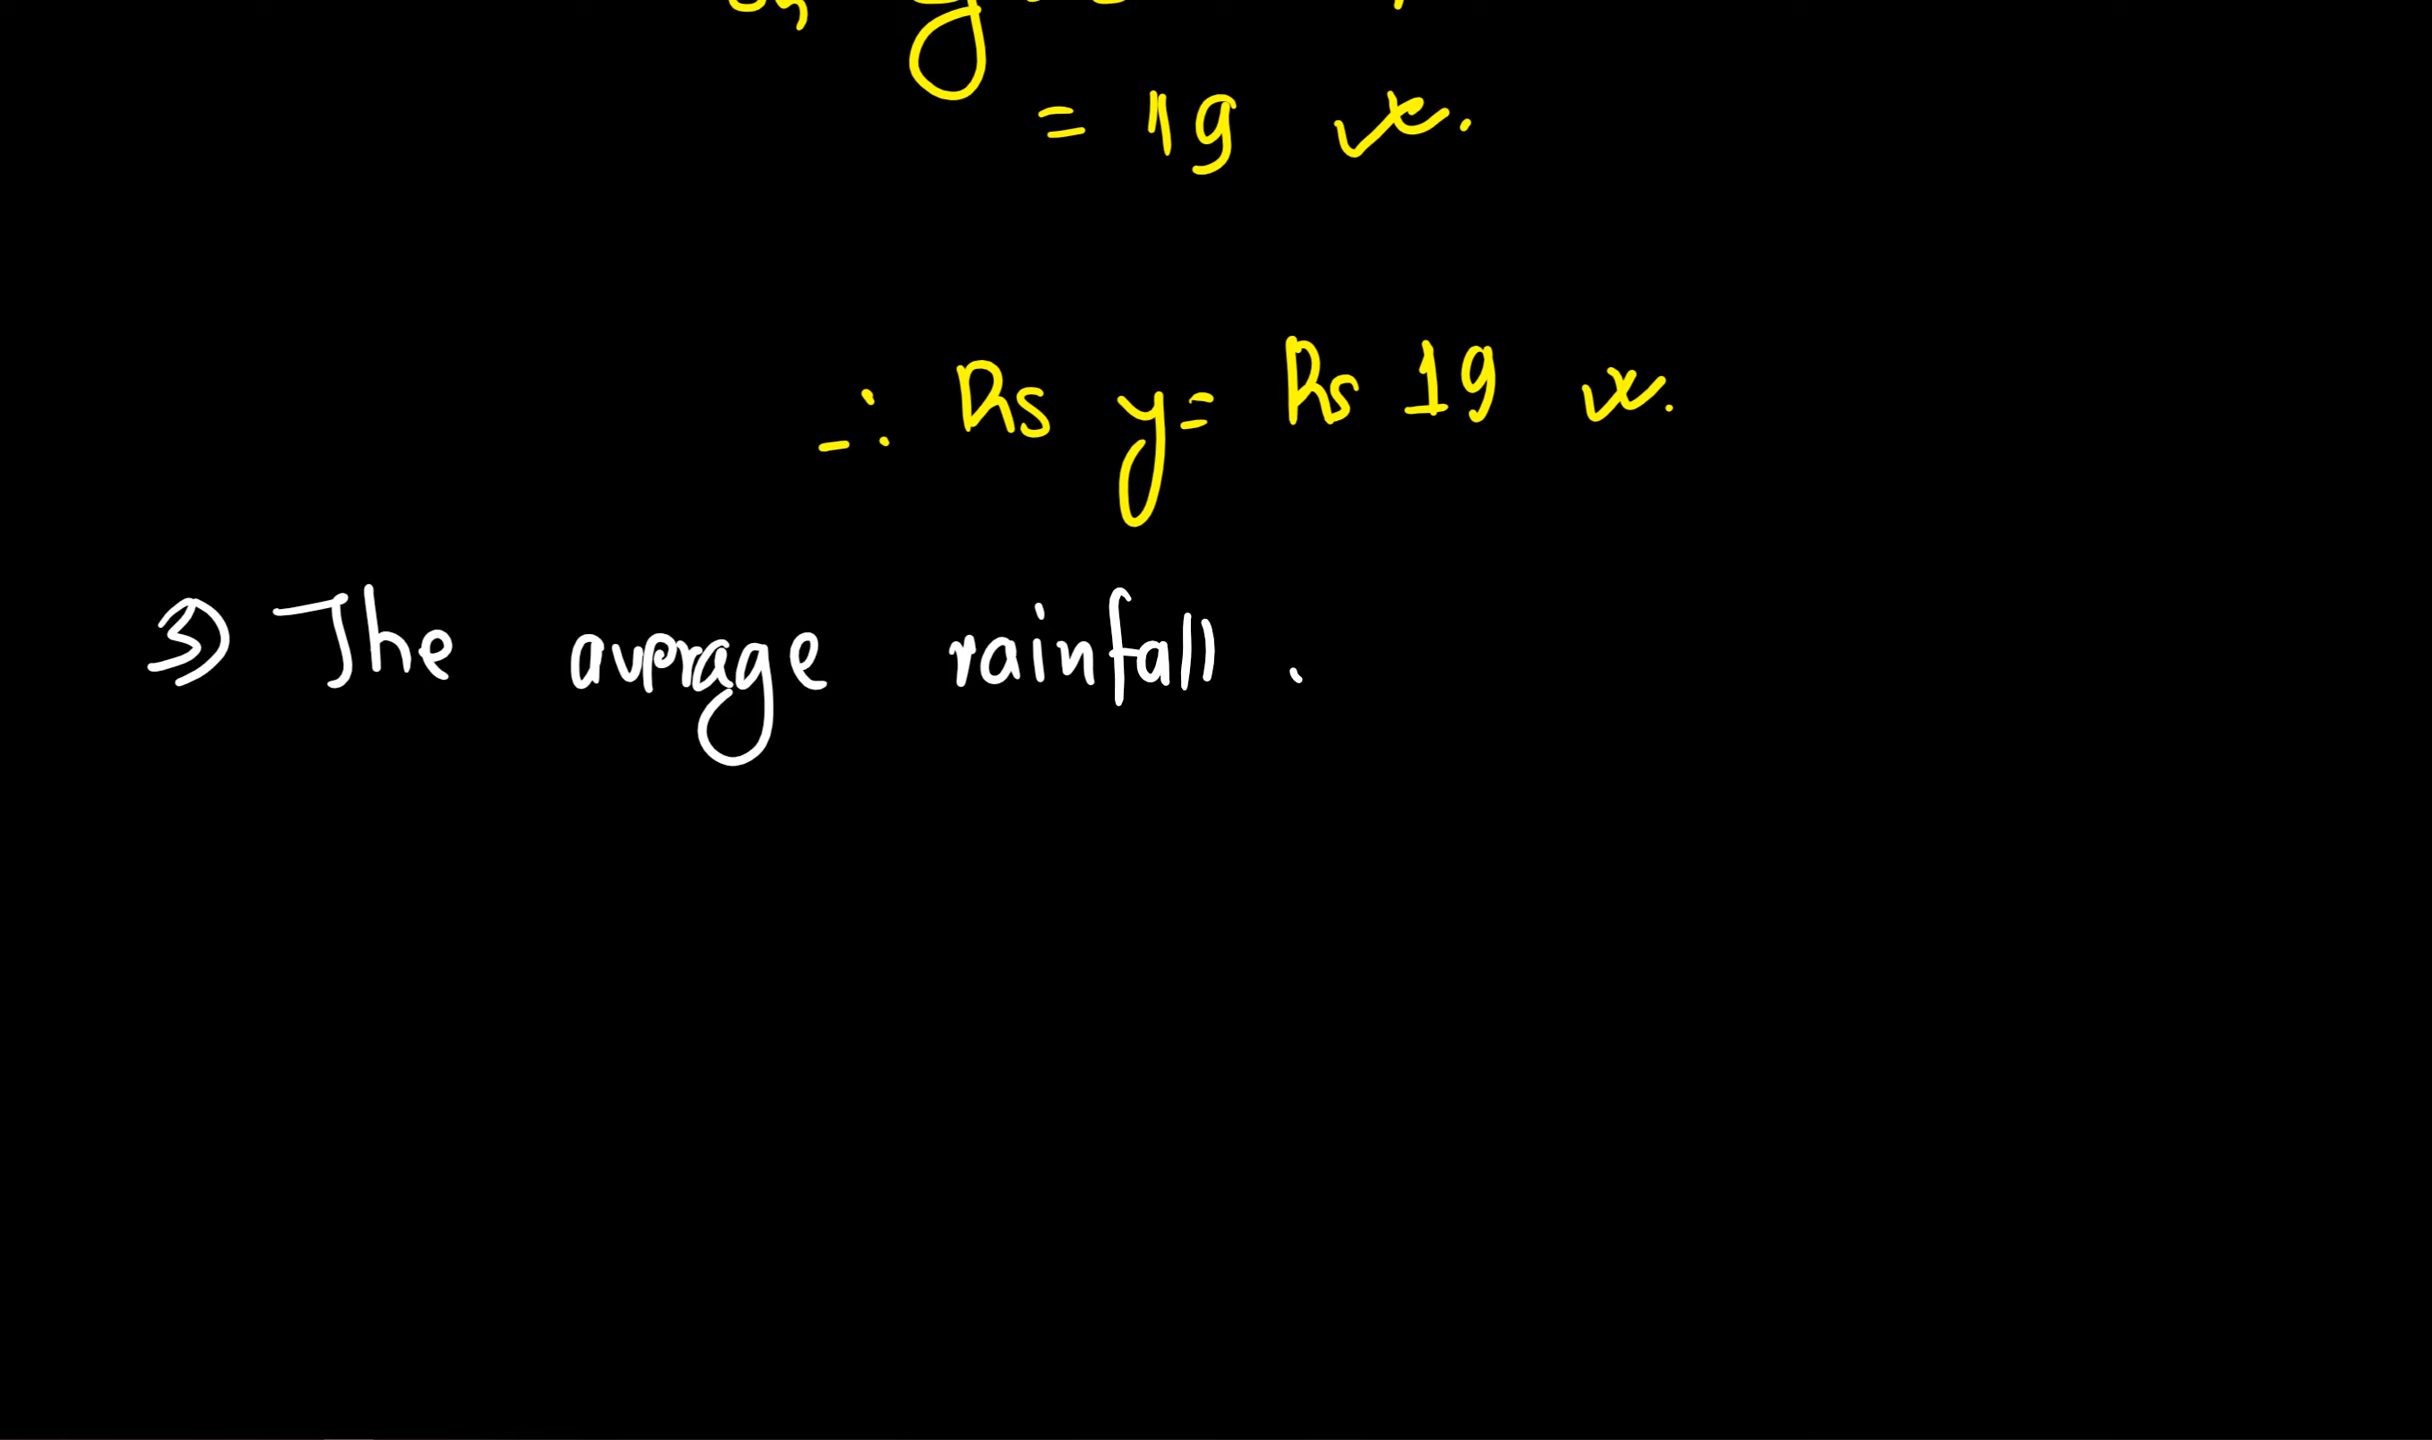 = 19
∴ Rs y = Rs 19
3) The average rainfall.